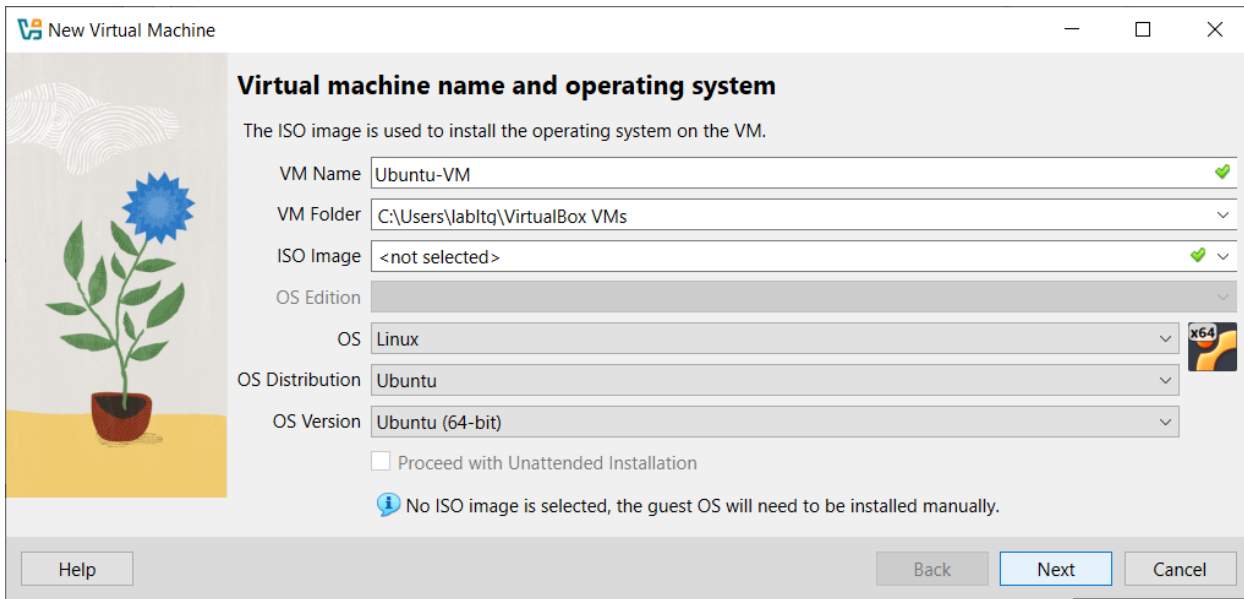 New Virtual Machine
Virtual machine name and operating system
The ISO image is used to install the operating system on the VM.
VM Name Ubuntu-VM
VM Folder C:\Users\labltg\VirtualBox VMs
ISO Image <not selected>
OS Edition
OS Linux x64
OS Distribution Ubuntu
OS Version Ubuntu (64-bit)
Proceed with Unattended Installation
No ISO image is selected, the guest OS will need to be installed manually.
Help Back Next Cancel